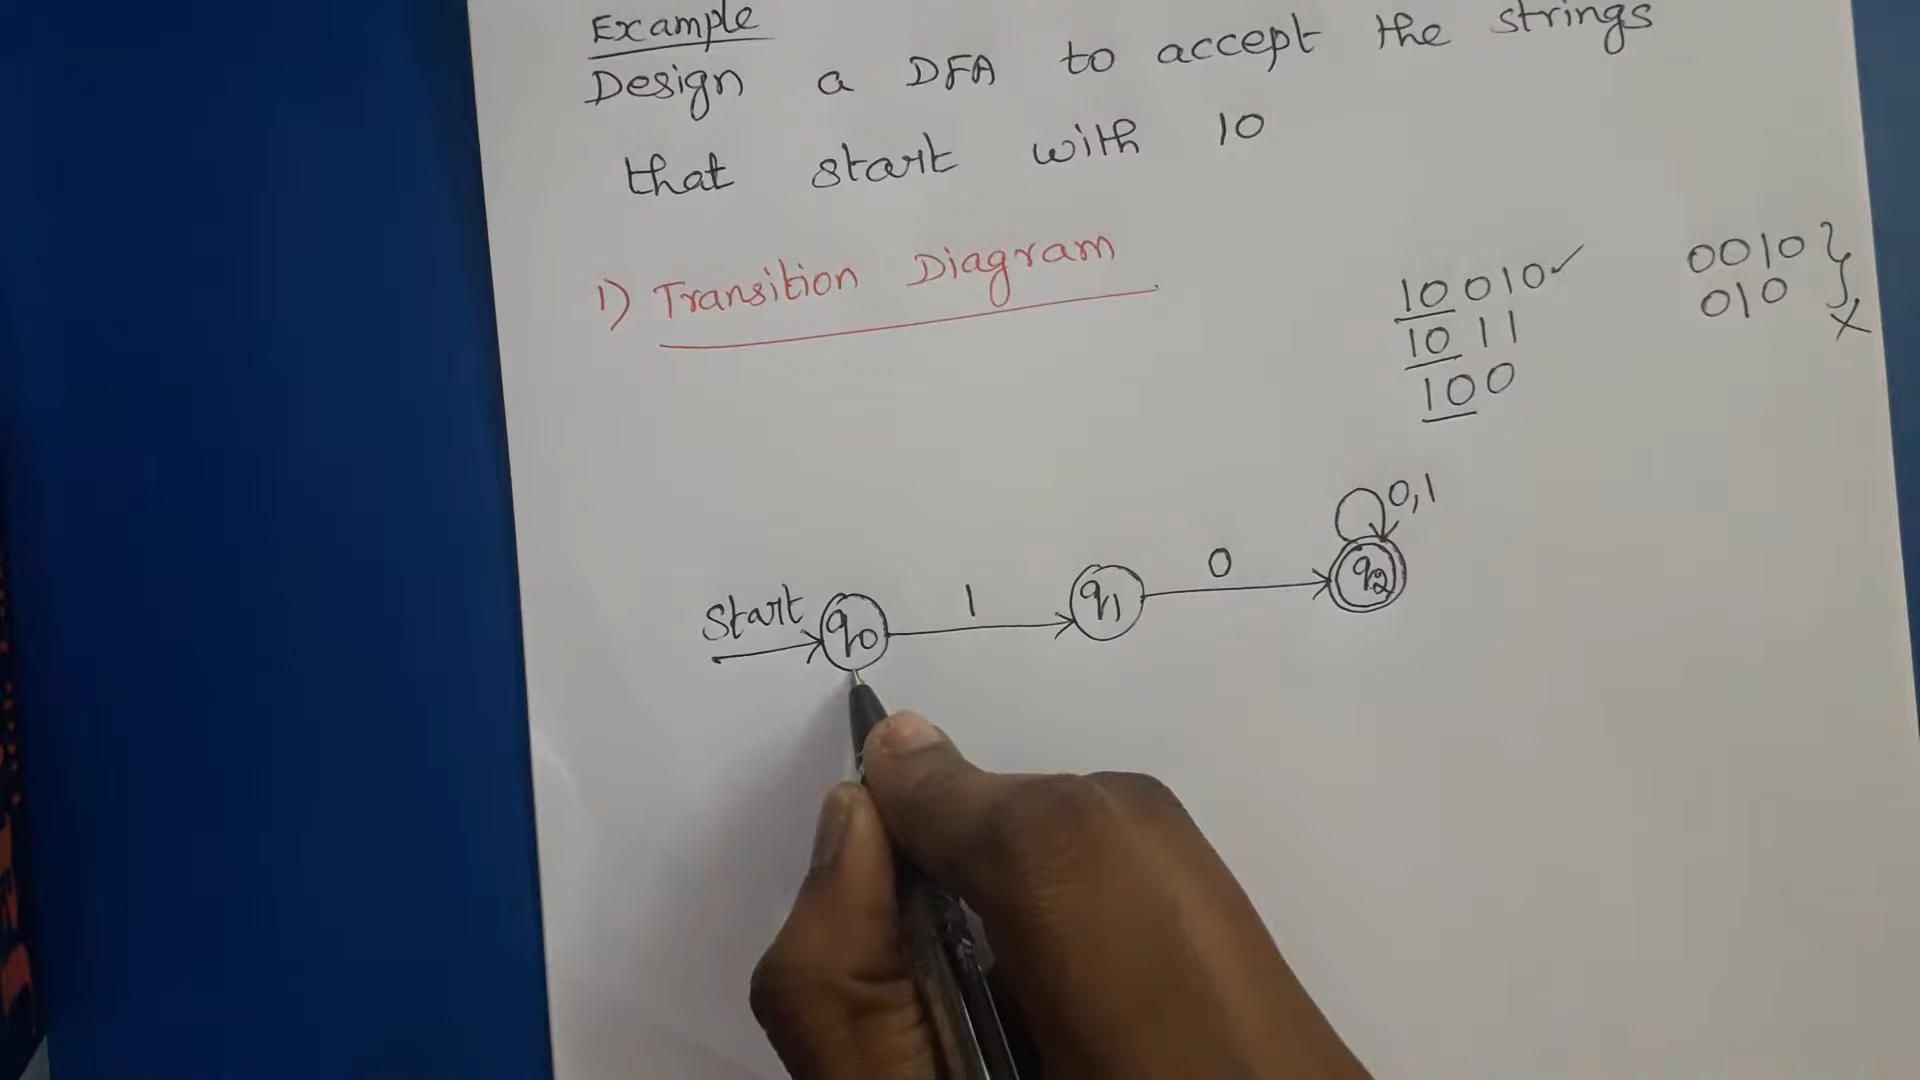 Example
Design a DFA to accept the strings
that start with 10
1) Transition Diagram
10010✓
1011
100
0010 }
010 } X
0,1
Start q0 1 q1 0 q2